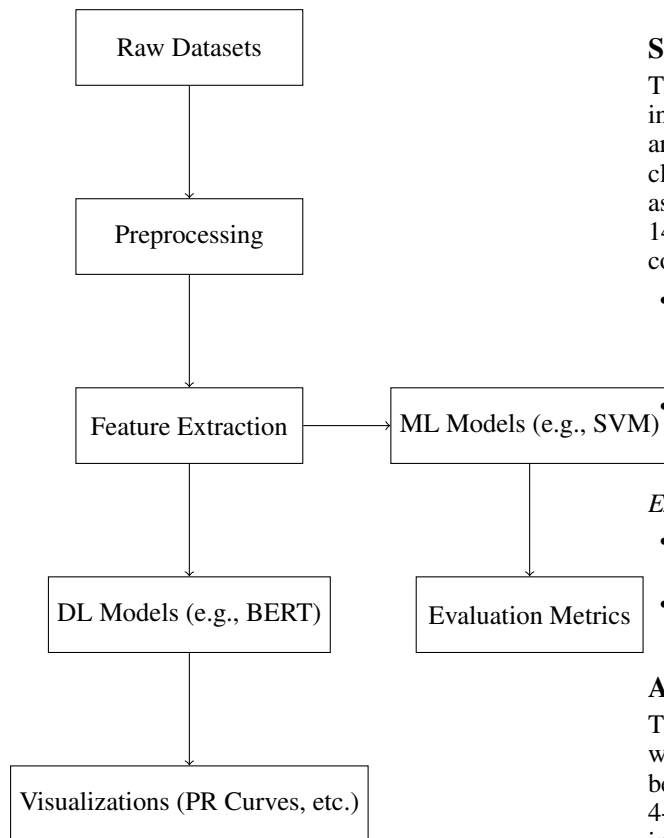 Raw Datasets
Preprocessing
Feature Extraction
ML Models (e.g., SVM)
DL Models (e.g., BERT)
Evaluation Metrics
Visualizations (PR Curves, etc.)